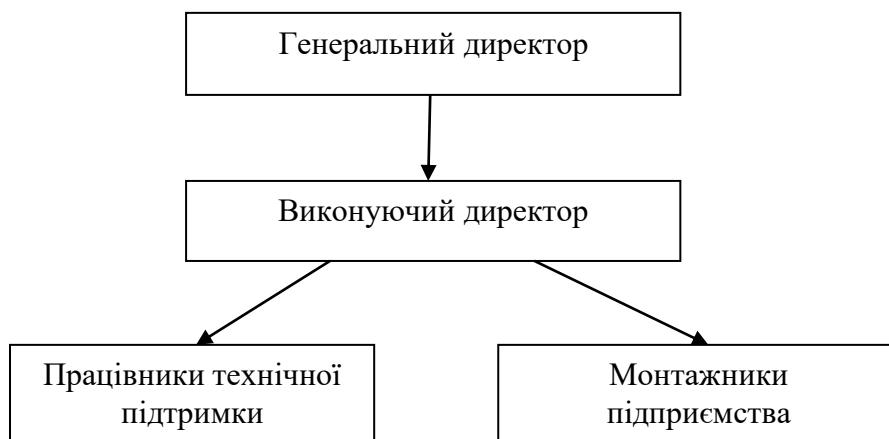 Генеральний директор
Виконуючий директор
Працівники технічної
підтримки
Монтажники
підприємства